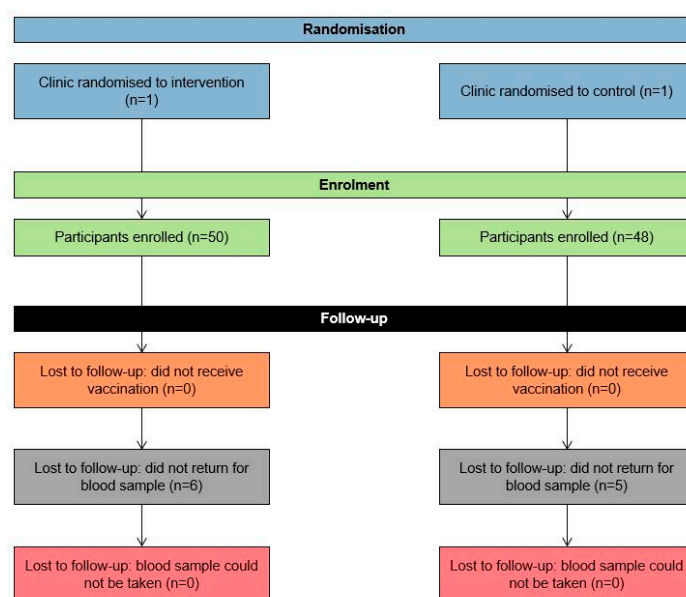 Randomisation
Clinic randomised to intervention
(n=1)
Clinic randomised to control (n=1)
Enrolment
Participants enrolled (n=50)
Participants enrolled (n=48)
Follow-up
Lost to follow-up: did not receive
vaccination (n=0)
Lost to follow-up: did not receive
vaccination (n=0)
Lost to follow-up: did not return for
blood sample (n=6)
Lost to follow-up: did not return for
blood sample (n=5)
Lost to follow-up: blood sample could
not be taken (n=0)
Lost to follow-up: blood sample could
not be taken (n=0)